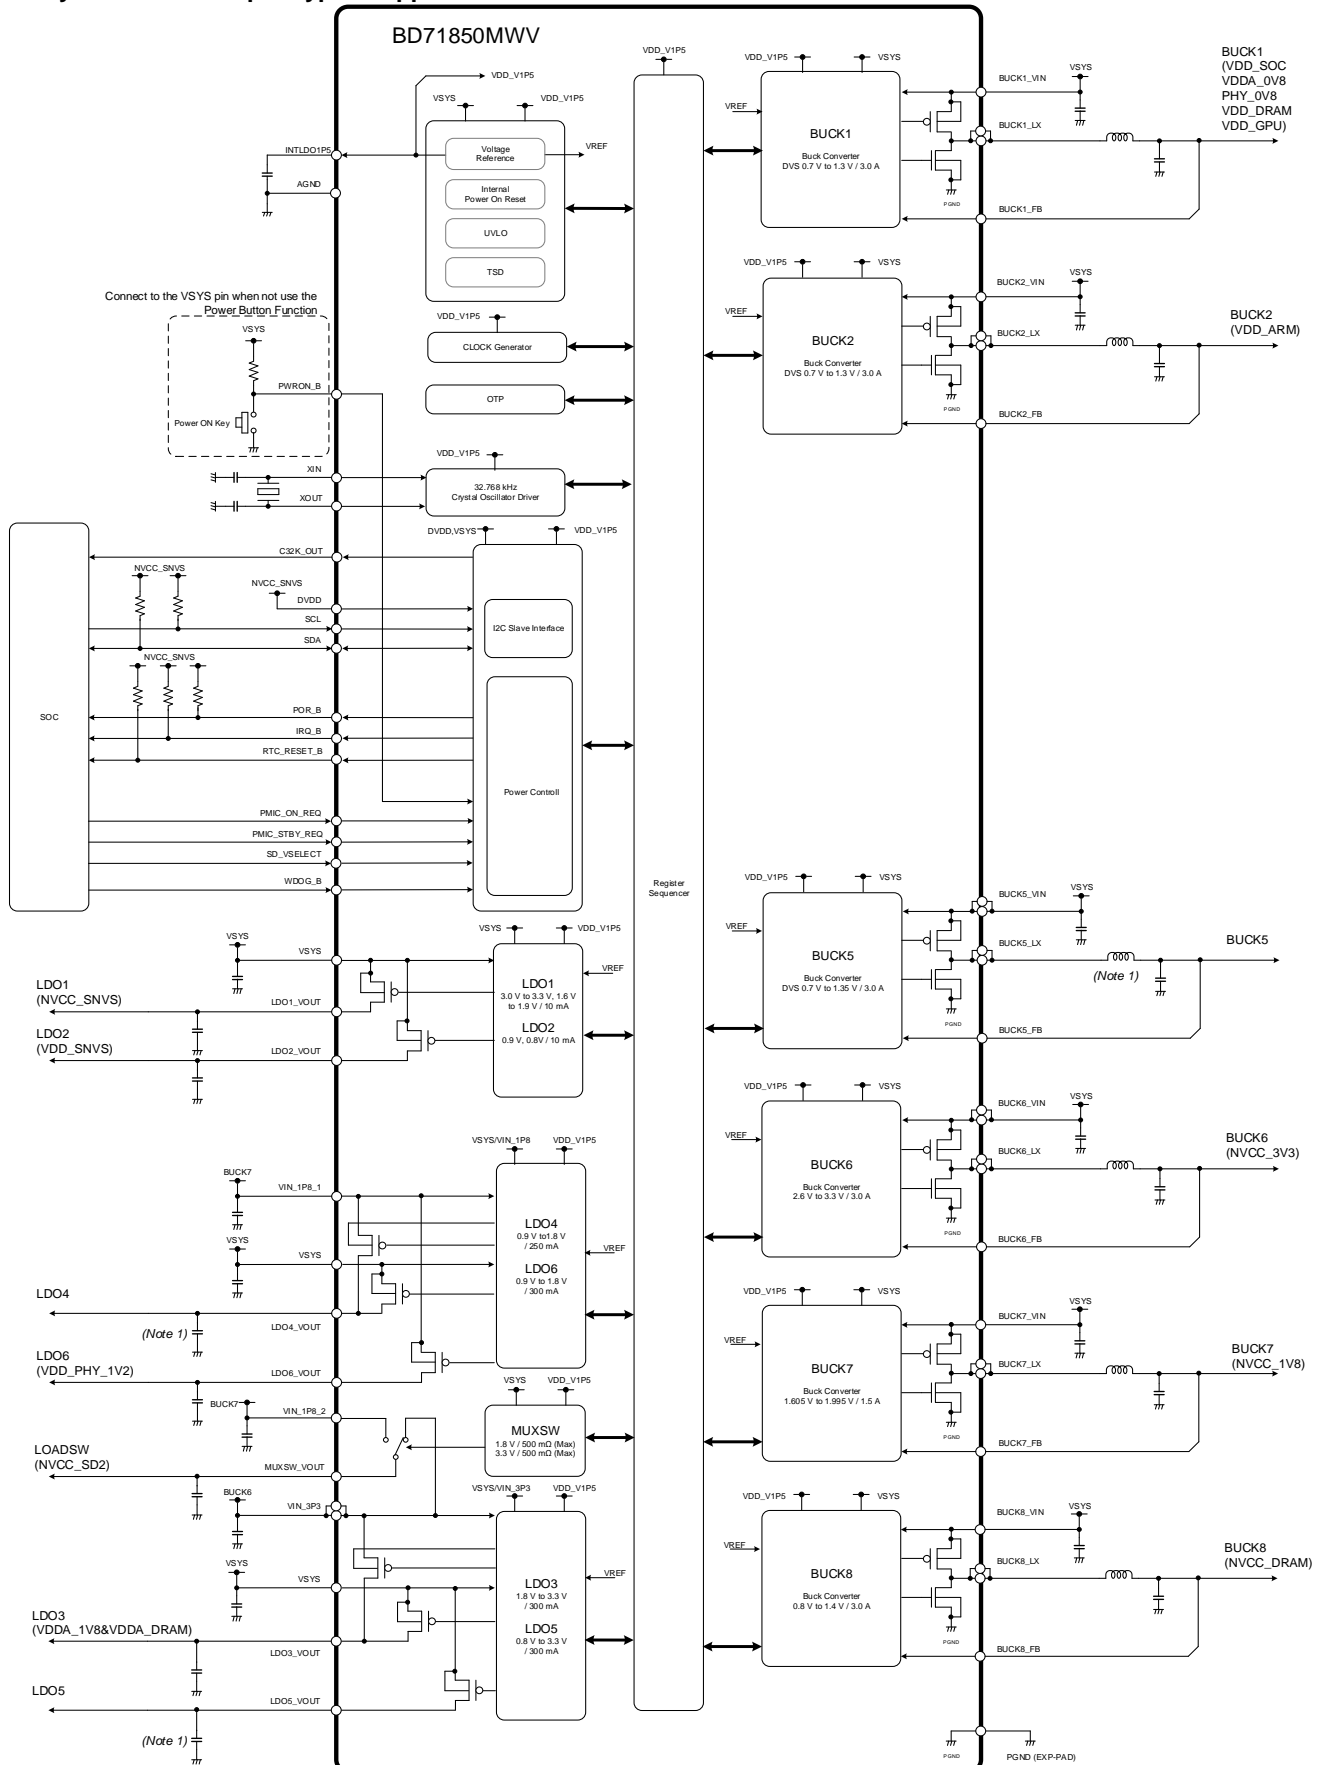 BD71850MWV
VDD_V1P5
VSYS
VDD_V1P5
Voltage
Reference
VREF
INTLDO1P5
AGND
Internal
Power On Reset
UVLO
TSD
Connect to the VSYS pin when not use the
Power Button Function
VSYS
PWRON_B
Power ON Key
VDD_V1P5
CLOCK Generator
OTP
VDD_V1P5
XIN
XOUT
32.768 kHz
Crystal Oscillator Driver
DVDD,VSYS
VDD_V1P5
SOC
C32K_OUT
NVCC_SNVS
NVCC_SNVS
DVDD
SCL
SDA
I2C Slave Interface
NVCC_SNVS
POR_B
IRQ_B
RTC_RESET_B
Power Controll
PMIC_ON_REQ
PMIC_STBY_REQ
SD_VSELECT
WDOG_B
VSYS
VSYS
VSYS
VDD_V1P5
VREF
LDO1
3.0 V to 3.3 V, 1.6 V
to 1.9 V / 10 mA
LDO2
0.9 V, 0.8V / 10 mA
LDO1
(NVCC_SNVS)
LDO1_VOUT
LDO2
(VDD_SNVS)
LDO2_VOUT
VSYS/VIN_1P8
VDD_V1P5
BUCK7
VIN_1P8_1
VSYS
VSYS
LDO4
0.9 V to1.8 V
/ 250 mA
LDO6
0.9 V to 1.8 V
/ 300 mA
VREF
LDO4
(Note 1)
LDO4_VOUT
LDO6
(VDD_PHY_1V2)
LDO6_VOUT
VSYS
VDD_V1P5
BUCK7
VIN_1P8_2
MUXSW
1.8 V / 500 mΩ (Max)
3.3 V / 500 mΩ (Max)
LOADSW
(NVCC_SD2)
MUXSW_VOUT
VSYS/VIN_3P3
VDD_V1P5
BUCK6
VIN_3P3
VSYS
VSYS
LDO3
1.8 V to 3.3 V
/ 300 mA
LDO5
0.8 V to 3.3 V
/ 300 mA
VREF
LDO3
(VDDA_1V8&VDDA_DRAM)
LDO3_VOUT
LDO5
LDO5_VOUT
(Note 1)
VDD_V1P5
Register
Sequencer
VDD_V1P5
VSYS
VREF
BUCK1
Buck Converter
DVS 0.7 V to 1.3 V / 3.0 A
PGND
BUCK1_VIN
VSYS
BUCK1_LX
BUCK1_FB
BUCK1
(VDD_SOC
VDDA_0V8
PHY_0V8
VDD_DRAM
VDD_GPU)
VDD_V1P5
VSYS
VREF
BUCK2
Buck Converter
DVS 0.7 V to 1.3 V / 3.0 A
PGND
BUCK2_VIN
VSYS
BUCK2_LX
BUCK2_FB
BUCK2
(VDD_ARM)
VDD_V1P5
VSYS
VREF
BUCK5
Buck Converter
DVS 0.7 V to 1.35 V / 3.0 A
PGND
BUCK5_VIN
VSYS
BUCK5_LX
(Note 1)
BUCK5_FB
BUCK5
VDD_V1P5
VSYS
VREF
BUCK6
Buck Converter
2.6 V to 3.3 V / 3.0 A
PGND
BUCK6_VIN
VSYS
BUCK6_LX
BUCK6_FB
BUCK6
(NVCC_3V3)
VDD_V1P5
VSYS
VREF
BUCK7
Buck Converter
1.605 V to 1.995 V / 1.5 A
PGND
BUCK7_VIN
VSYS
BUCK7_LX
BUCK7_FB
BUCK7
(NVCC_1V8)
VDD_V1P5
VSYS
VREF
BUCK8
Buck Converter
0.8 V to 1.4 V / 3.0 A
PGND
BUCK8_VIN
VSYS
BUCK8_LX
BUCK8_FB
BUCK8
(NVCC_DRAM)
PGND
PGND (EXP-PAD)